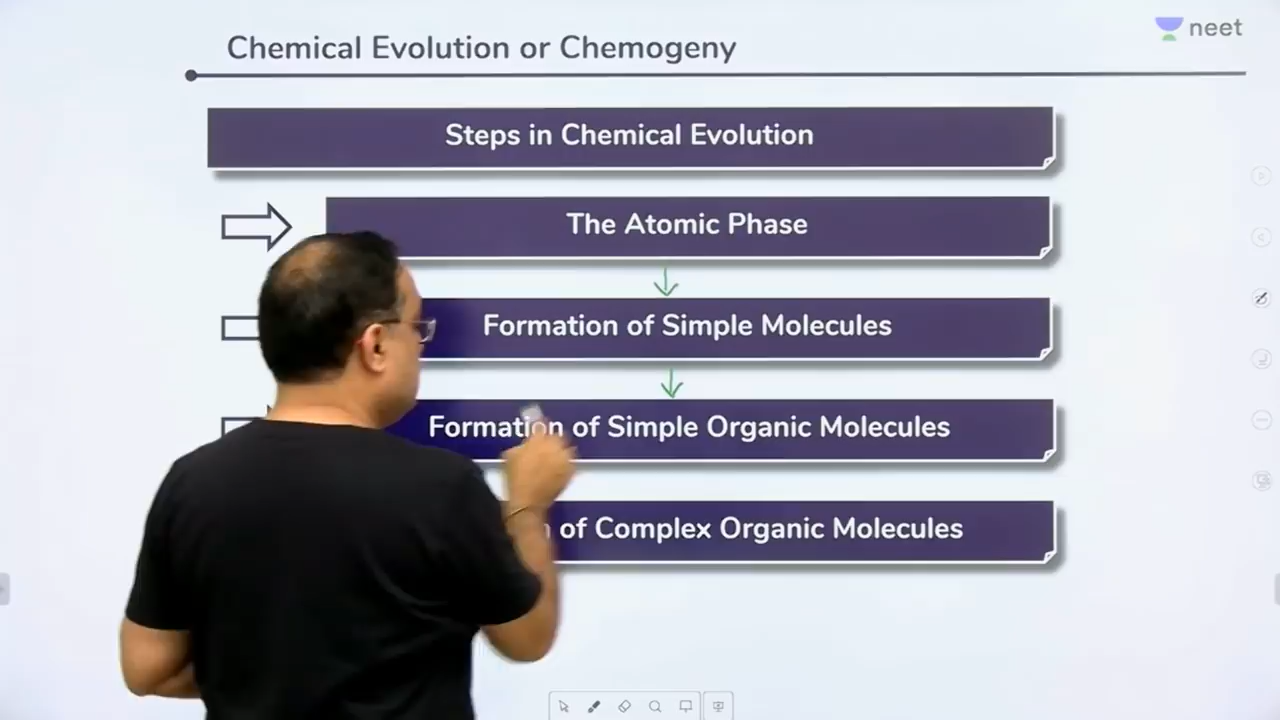 Chemical Evolution or Chemogeny
neet
Steps in Chemical Evolution
The Atomic Phase
Formation of Simple Molecules
Formation of Simple Organic Molecules
of Complex Organic Molecules